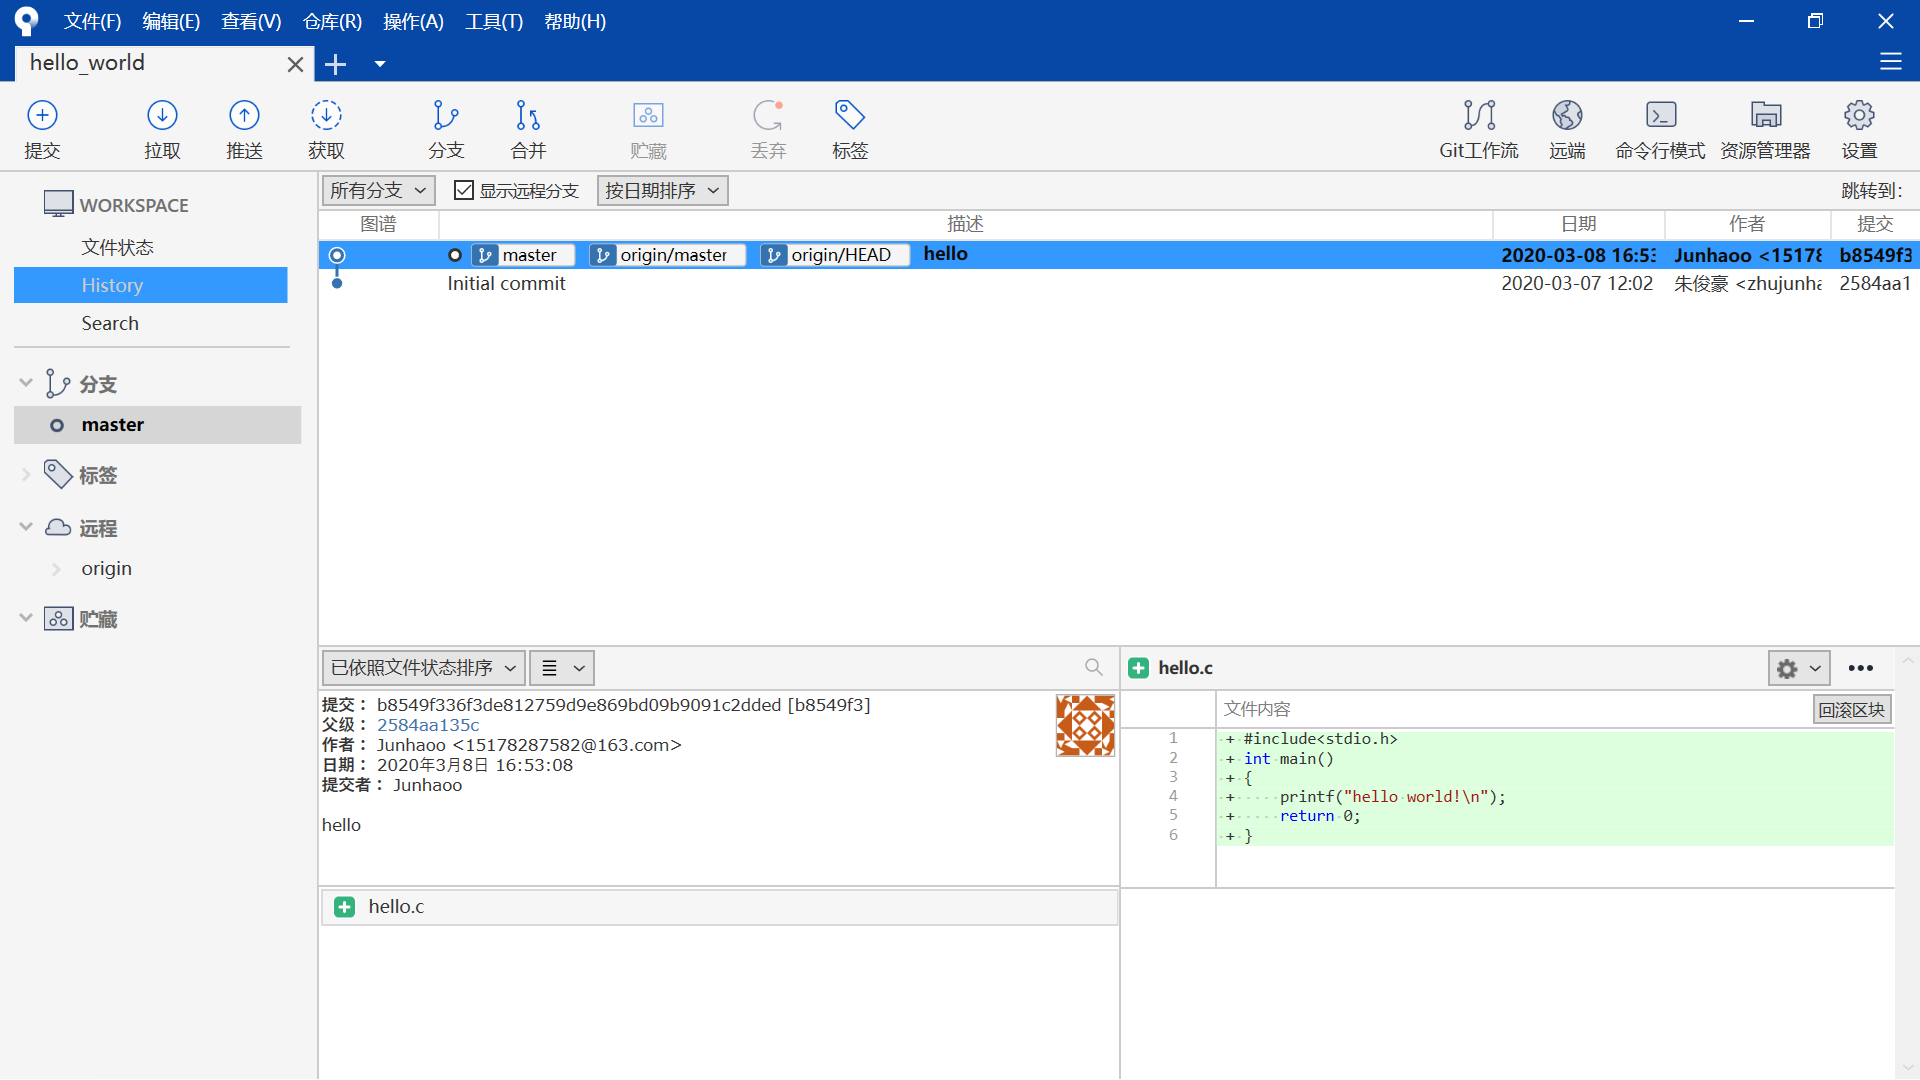 文件(F) 编辑(E) 查看(V) 仓库(R) 操作(A) 工具(T) 帮助(H)
hello_world
提交 拉取 推送 获取 分支 合并 贮藏 丢弃 标签 Git工作流 远端 命令行模式 资源管理器 设置
WORKSPACE
文件状态
History
Search
分支
master
标签
远程
origin
贮藏
所有分支 显示远程分支 按日期排序 跳转到:
图谱 描述 日期 作者 提交
master origin/master origin/HEAD hello 2020-03-08 16:53 Junhaoo <15178 b8549f3
Initial commit 2020-03-07 12:02 朱俊豪 <zhujunha 2584aa1
已依照文件状态排序
提交： b8549f336f3de812759d9e869bd09b9091c2dded [b8549f3]
父级： 2584aa135c
作者： Junhaoo <15178287582@163.com>
日期： 2020年3月8日 16:53:08
提交者： Junhaoo
hello
hello.c
hello.c
文件内容 回滚区块
1 + #include<stdio.h>
2 + int main()
3 + {
4 + printf("hello world!\n");
5 + return 0;
6 + }